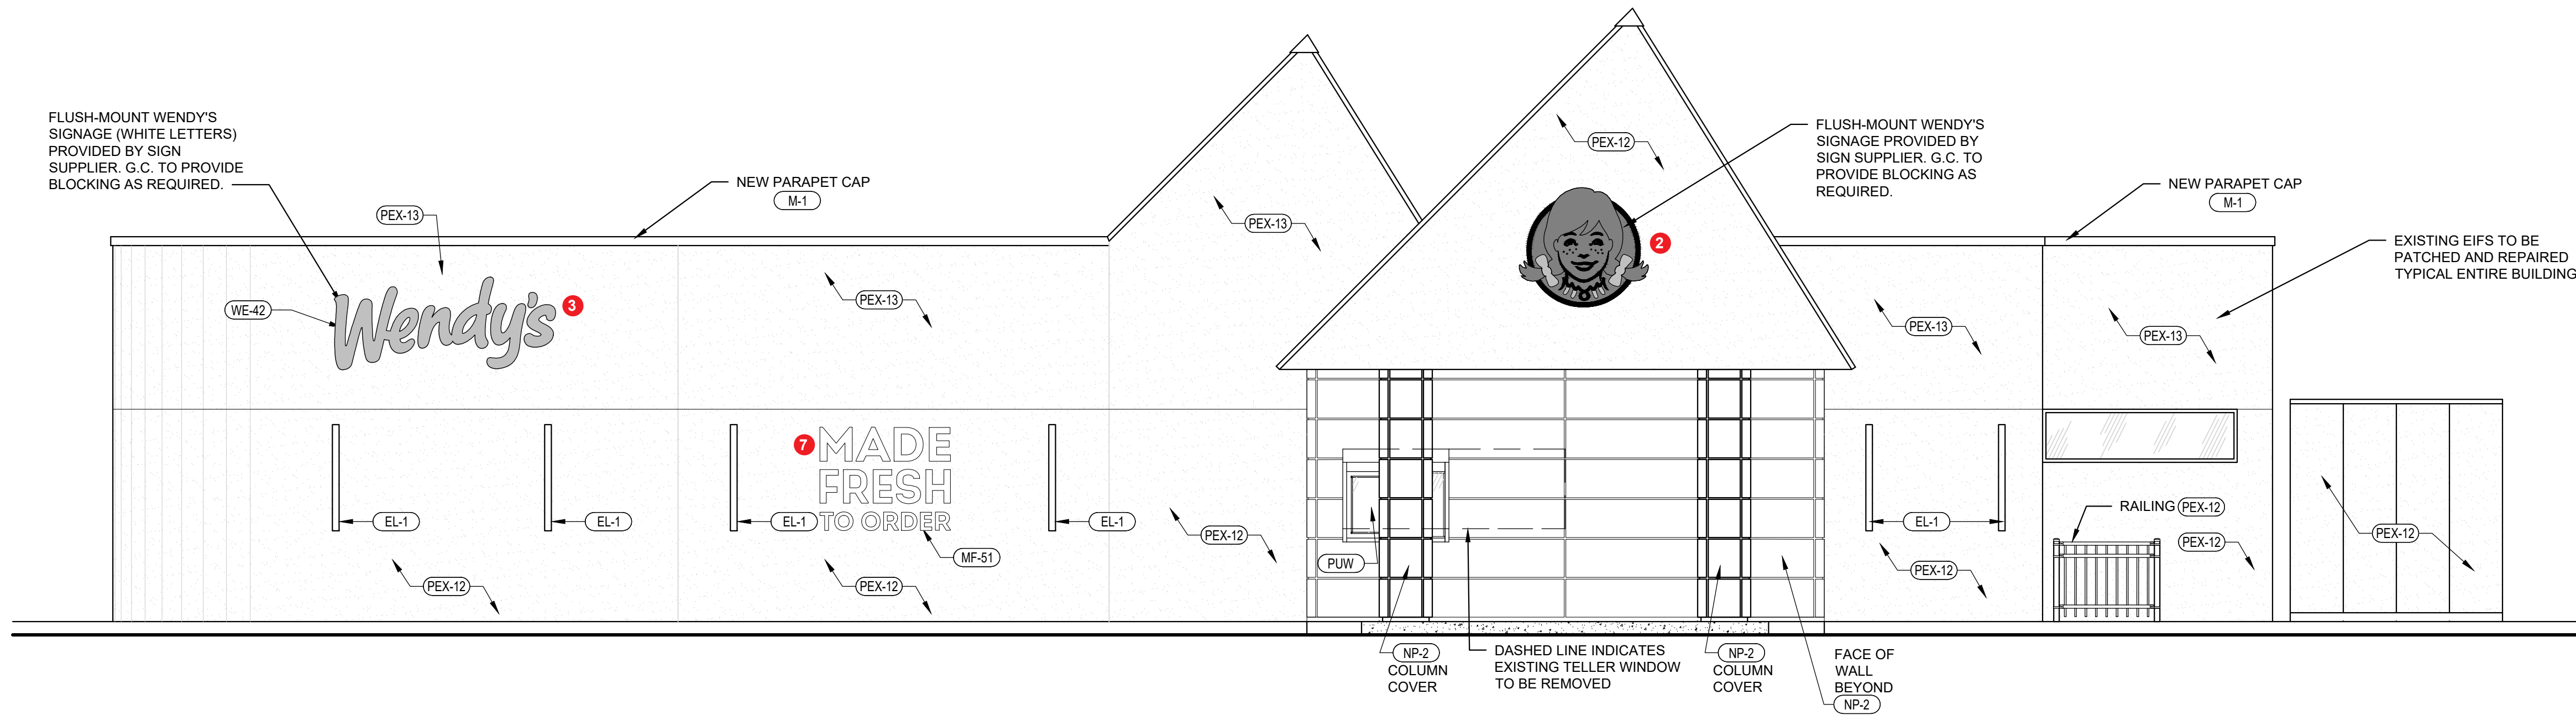 FLUSH-MOUNT WENDY'S
SIGNAGE (WHITE LETTERS)
PROVIDED BY SIGN
SUPPLIER. G.C. TO PROVIDE
BLOCKING AS REQUIRED.
PEX-13
NEW PARAPET CAP
M-1
PEX-13
PEX-12
FLUSH-MOUNT WENDY'S
SIGNAGE PROVIDED BY
SIGN SUPPLIER. G.C. TO
PROVIDE BLOCKING AS
REQUIRED.
2
NEW PARAPET CAP
M-1
EXISTING EIFS TO BE
PATCHED AND REPAIRED
TYPICAL ENTIRE BUILDING
WE-42
Wendy's
3
PEX-13
PEX-13
PEX-13
7
MADE
FRESH
TO ORDER
EL-1
EL-1
EL-1
EL-1
EL-1
MF-51
PEX-12
PEX-12
PEX-12
PUW
PEX-12
RAILING PEX-12
PEX-12
PEX-12
NP-2
COLUMN
COVER
DASHED LINE INDICATES
EXISTING TELLER WINDOW
TO BE REMOVED
NP-2
COLUMN
COVER
FACE OF
WALL
BEYOND
NP-2